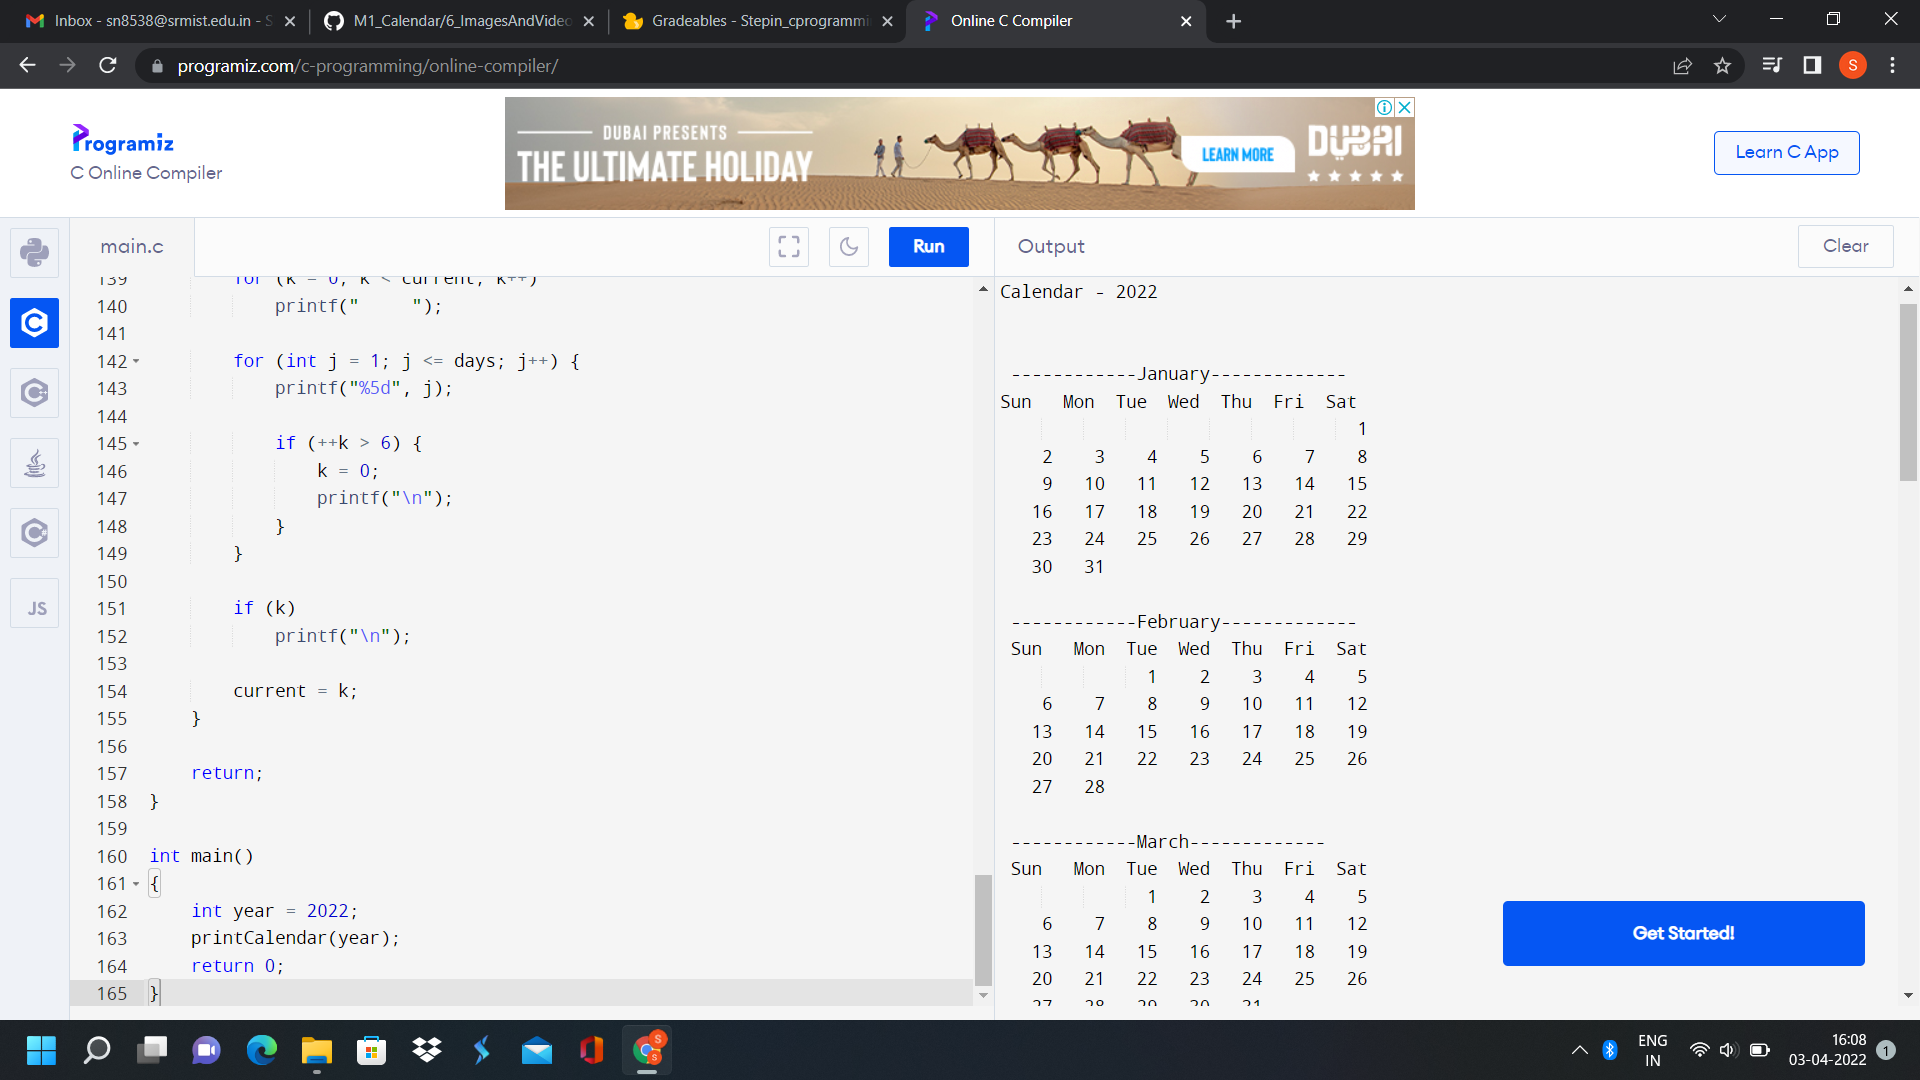 Inbox - sn8538@srmist.edu.in - S
M1_Calendar/6_ImagesAndVideo
Gradeables - Stepin_cprogrammi
Online C Compiler
programiz.com/c-programming/online-compiler/
S
Programiz
C Online Compiler
DUBAI PRESENTS
THE ULTIMATE HOLIDAY
LEARN MORE
DUBAI
Learn C App
main.c
Run
Output
Clear
JS
139 for (k = 0; k < current; k++)
140 printf("     ");
141
142 for (int j = 1; j <= days; j++) {
143 printf("%5d", j);
144
145 if (++k > 6) {
146 k = 0;
147 printf("\n");
148 }
149 }
150
151 if (k)
152 printf("\n");
153
154 current = k;
155 }
156
157 return;
158 }
159
160 int main()
161 {
162 int year = 2022;
163 printCalendar(year);
164 return 0;
165 }
Calendar - 2022
------------January-------------
Sun Mon Tue Wed Thu Fri Sat
1
2 3 4 5 6 7 8
9 10 11 12 13 14 15
16 17 18 19 20 21 22
23 24 25 26 27 28 29
30 31
------------February-------------
Sun Mon Tue Wed Thu Fri Sat
1 2 3 4 5
6 7 8 9 10 11 12
13 14 15 16 17 18 19
20 21 22 23 24 25 26
27 28
------------March-------------
Sun Mon Tue Wed Thu Fri Sat
1 2 3 4 5
6 7 8 9 10 11 12
13 14 15 16 17 18 19
20 21 22 23 24 25 26
27 28 29 30 31
Get Started!
ENG
IN
16:08
03-04-2022
1